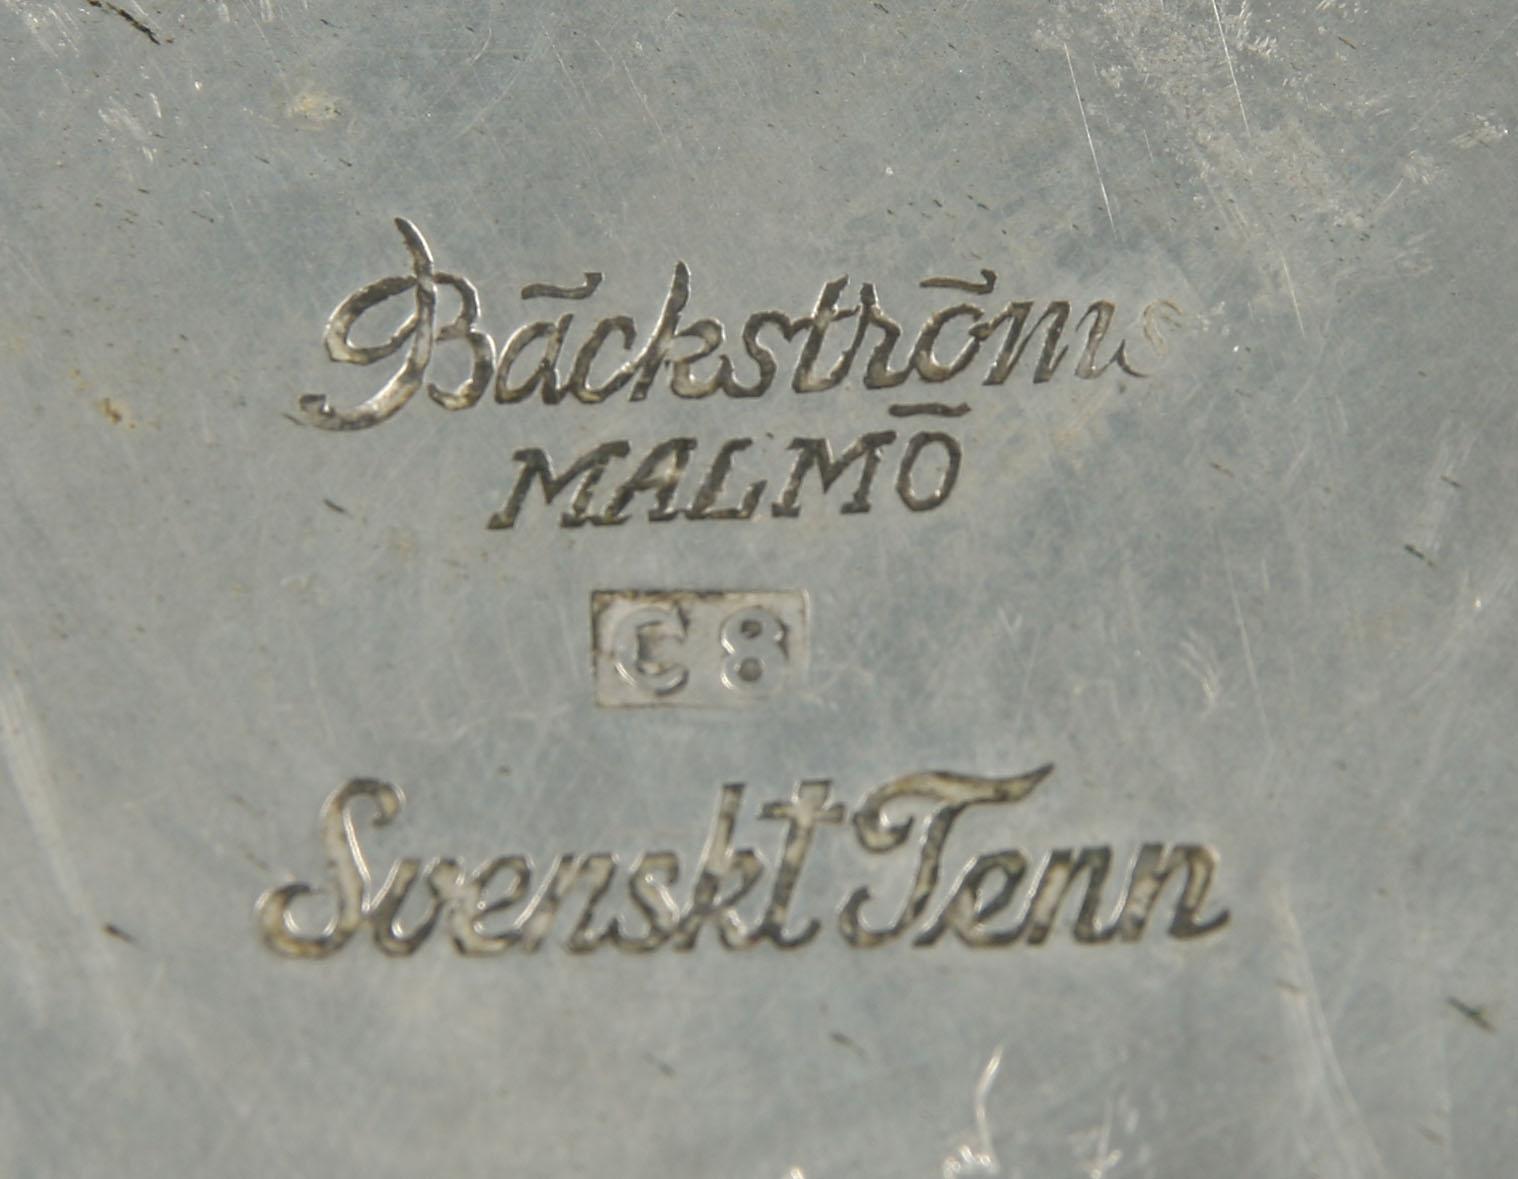 Bäckströms
MALMÖ
C8
Svenskt Tenn